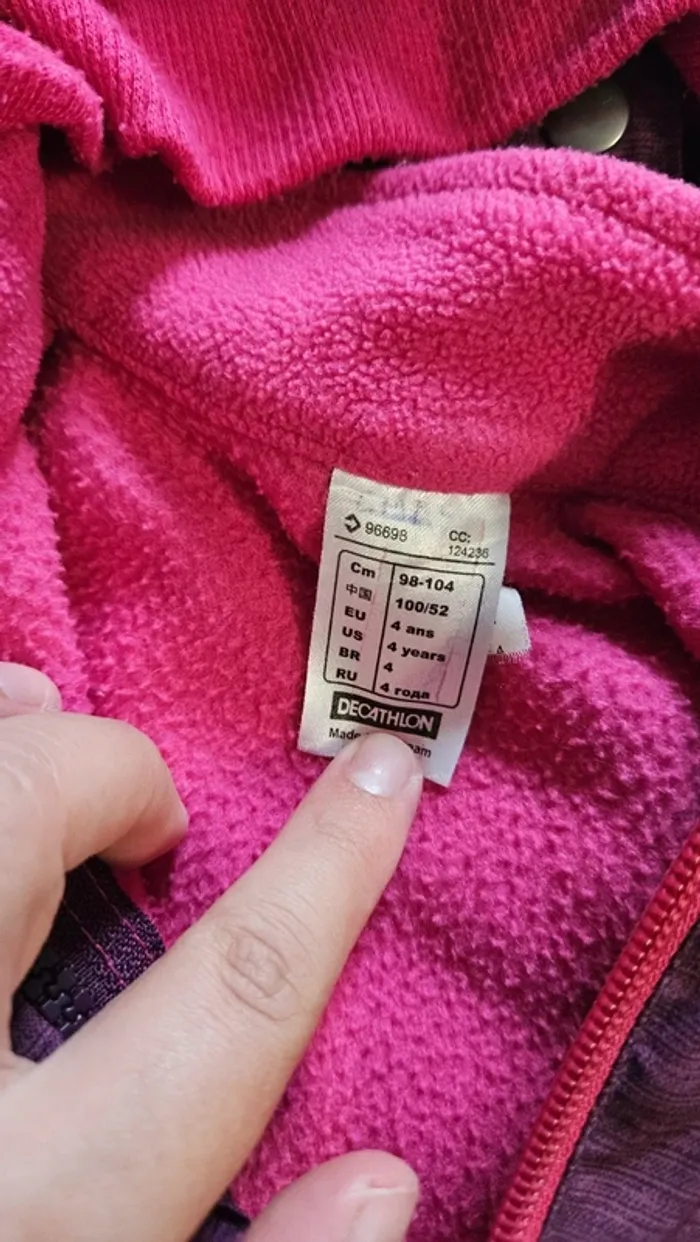 96698 CC:
124236
Cm 98-104
中国 100/52
EU 4 ans
US 4 years
BR 4
RU 4 года
DECATHLON
Made